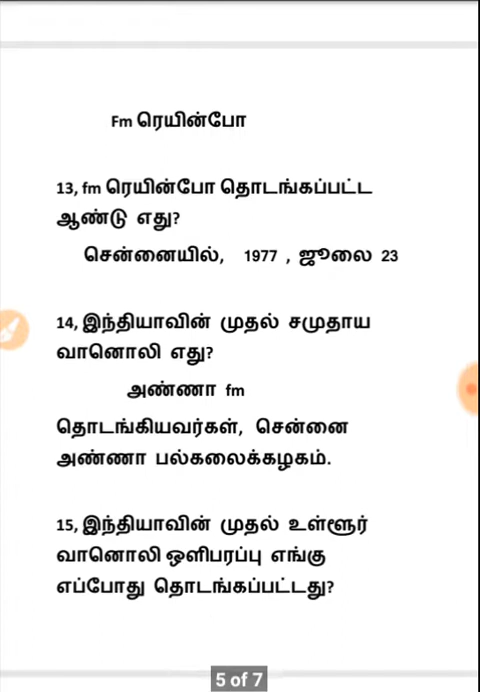 Fm ரெயின்போ
13, fm ரெயின்போ தொடங்கப்பட்ட
ஆண்டு எது?
சென்னையில், 1977 , ஜூலை 23
14, இந்தியாவின் முதல் சமுதாய
வானொலி எது?
அண்ணா fm
தொடங்கியவர்கள், சென்னை
அண்ணா பல்கலைக்கழகம்.
15, இந்தியாவின் முதல் உள்ளூர்
வானொலி ஒளிபரப்பு எங்கு
எப்போது தொடங்கப்பட்டது?
5 of 7